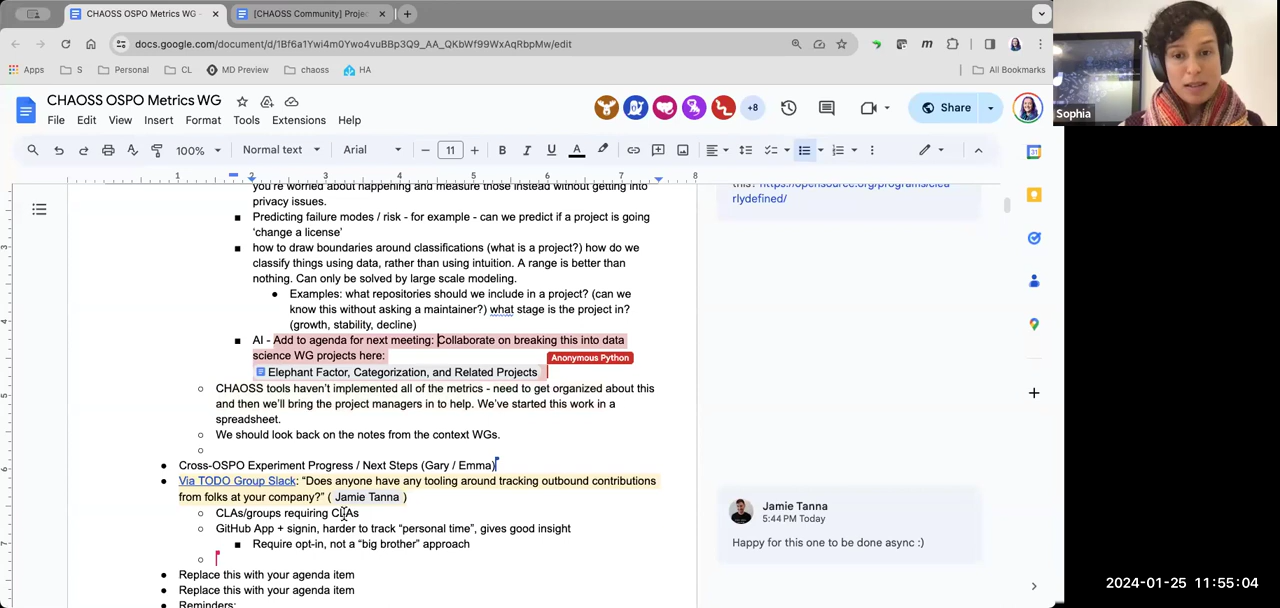 CHAOSS OSPO Metrics WG -
[CHAOSS Community] Projec
docs.google.com/document/d/1Bf6a1Ywi4m0Ywo4vuBBp3Q9_AA_QKbWf99WxAqRbpMw/edit
Apps
S
Personal
CL
MD Preview
chaoss
HA
All Bookmarks
Sophia
CHAOSS OSPO Metrics WG
File Edit View Insert Format Tools Extensions Help
+8
Share
100%
Normal text
Arial
11
B I U A
1 2 3 4 5 6 7 8
you're worried about happening and measure those instead without getting into
privacy issues.
Predicting failure modes / risk - for example - can we predict if a project is going
'change a license'
how to draw boundaries around classifications (what is a project?) how do we
classify things using data, rather than using intuition. A range is better than
nothing. Can only be solved by large scale modeling.
Examples: what repositories should we include in a project? (can we
know this without asking a maintainer?) what stage is the project in?
(growth, stability, decline)
AI - Add to agenda for next meeting: Collaborate on breaking this into data
science WG projects here:
Anonymous Python
Elephant Factor, Categorization, and Related Projects
CHAOSS tools haven't implemented all of the metrics - need to get organized about this
and then we'll bring the project managers in to help. We've started this work in a
spreadsheet.
We should look back on the notes from the context WGs.
Cross-OSPO Experiment Progress / Next Steps (Gary / Emma)
Via TODO Group Slack: “Does anyone have any tooling around tracking outbound contributions
from folks at your company?” ( Jamie Tanna )
CLAs/groups requiring CLAs
GitHub App + signin, harder to track “personal time”, gives good insight
Require opt-in, not a “big brother” approach
Replace this with your agenda item
Replace this with your agenda item
Reminders:
this? https://opensource.org/programs/clea
rlydefined/
Jamie Tanna
5:44 PM Today
Happy for this one to be done async :)
3
4
5
6
7
31
2024-01-25 11:55:04